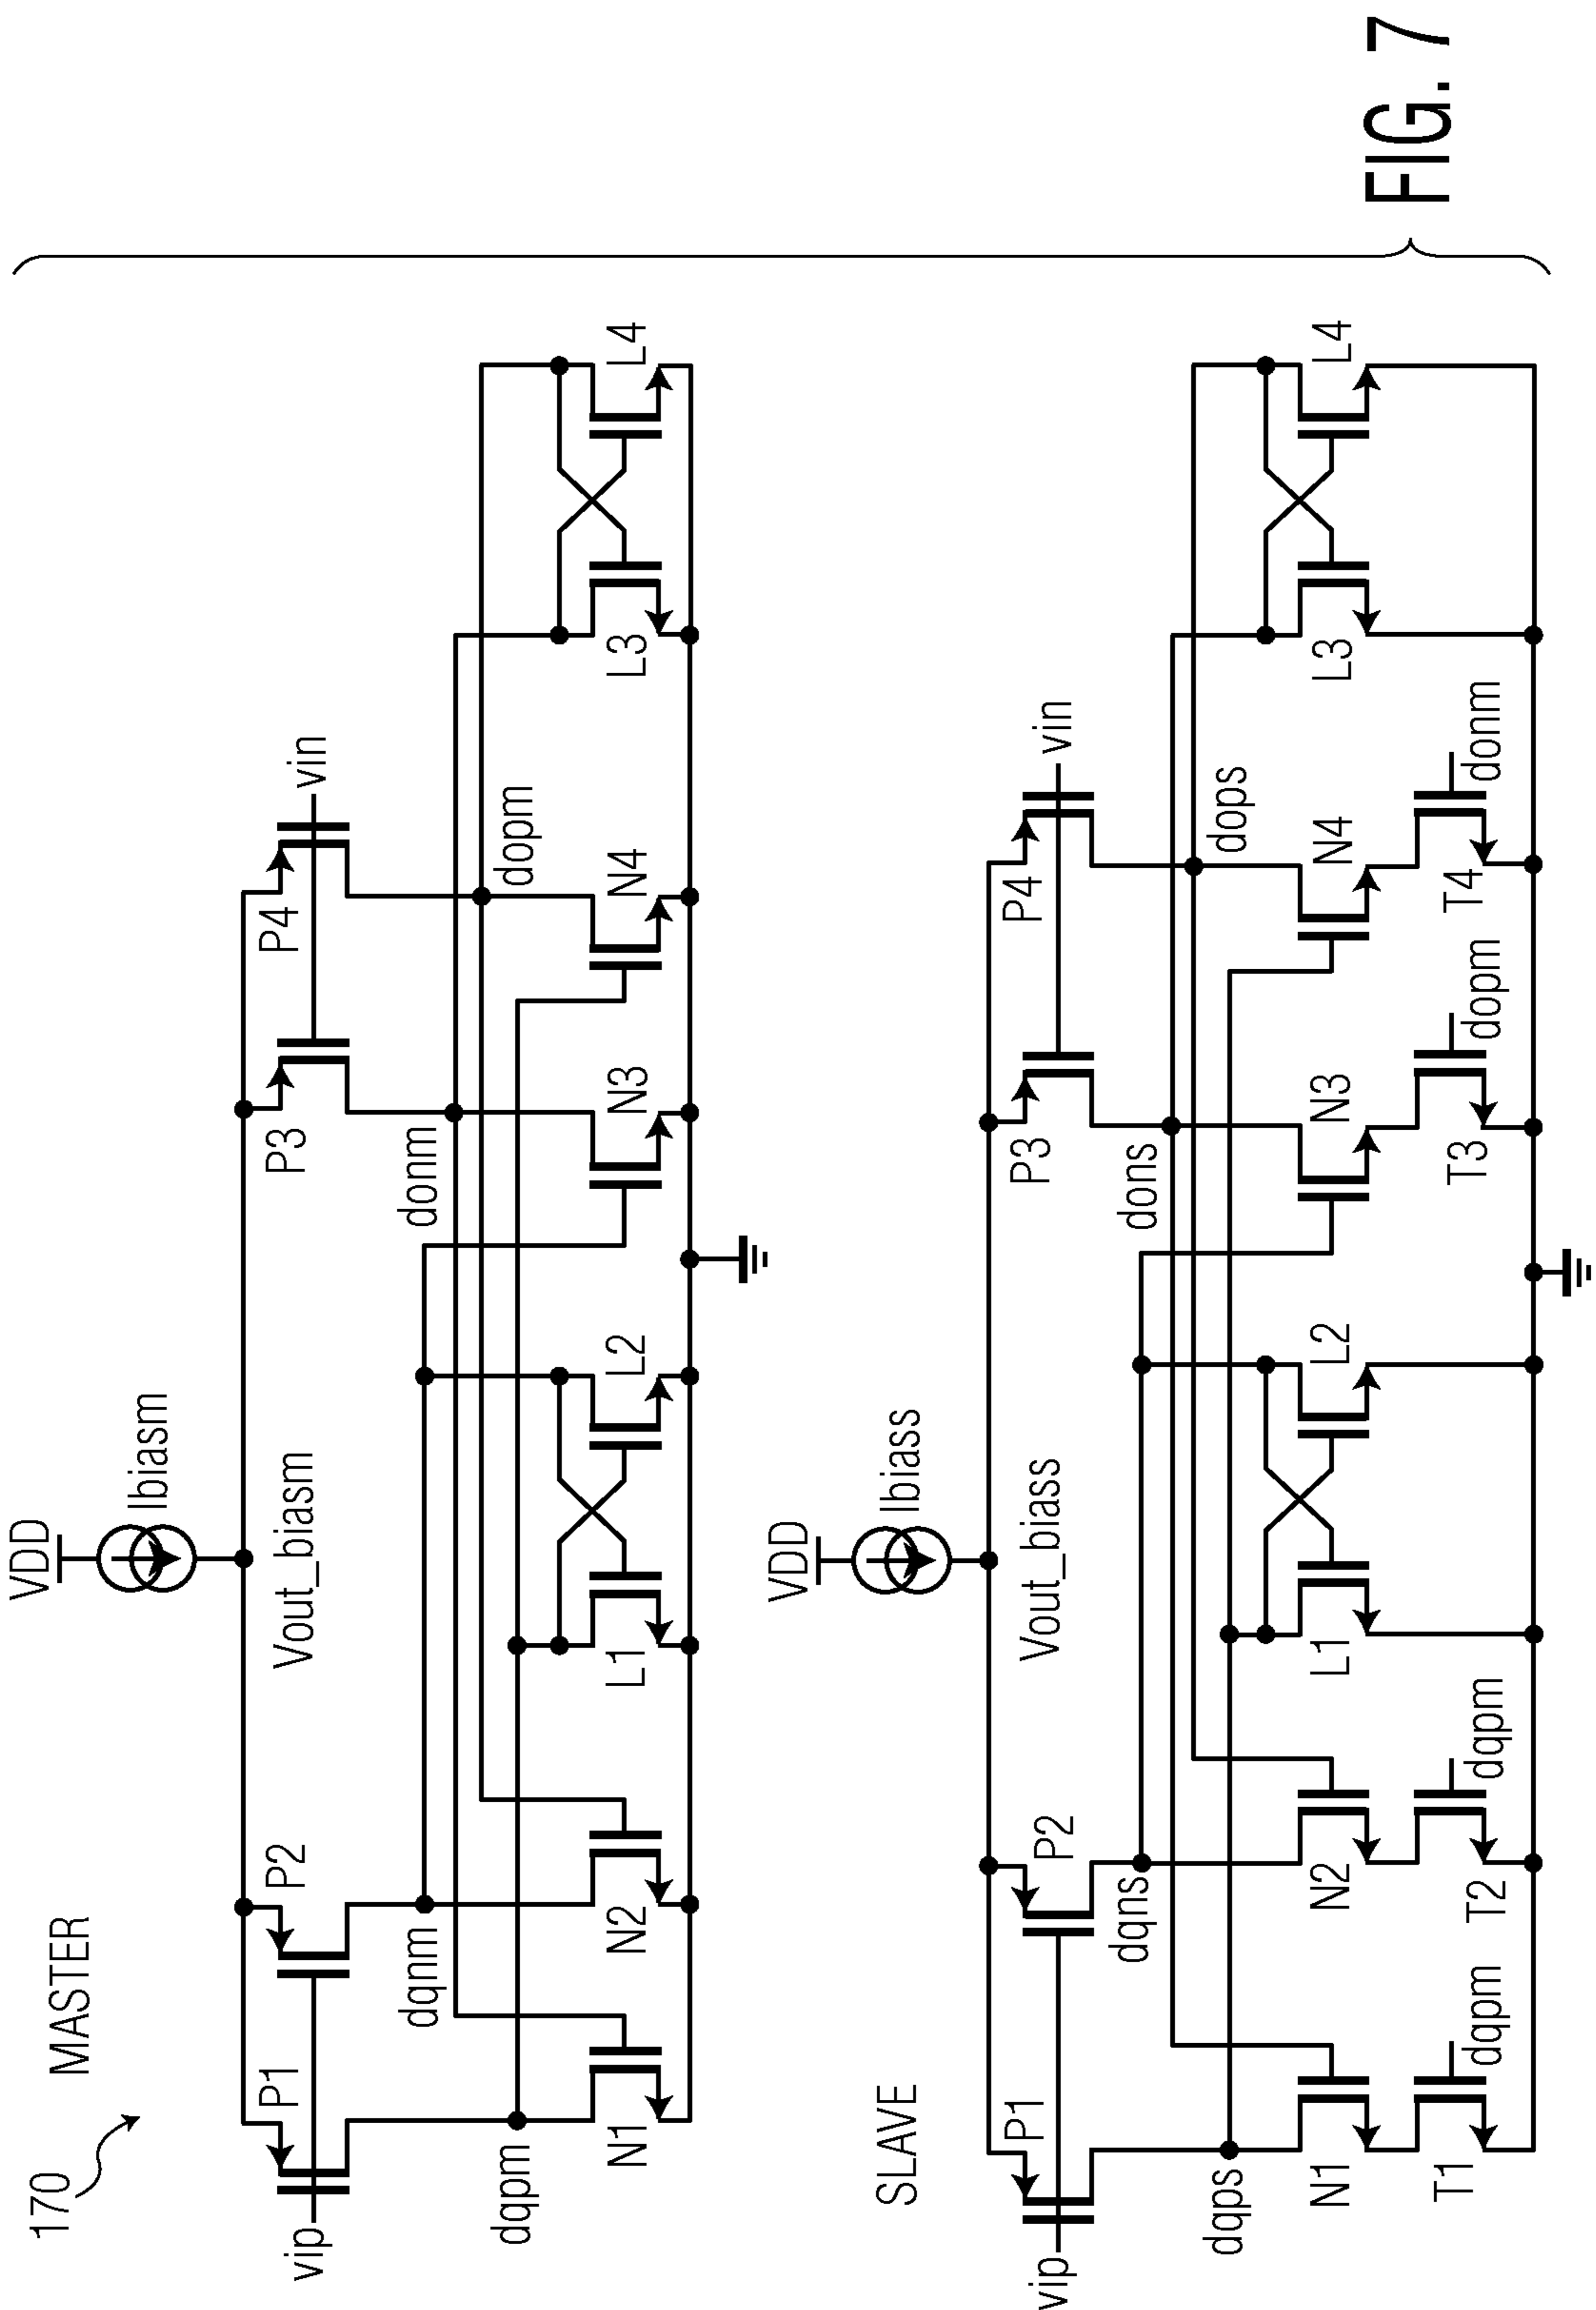 170
MASTER
VDD
Ibiasm
Vout_biasm
vip
P1
P2
P3
P4
vin
dqnm
donm
dopm
dqpm
N1
N2
L1
L2
N3
N4
L3
L4
SLAVE
VDD
Ibiass
Vout_biass
vip
P1
P2
P3
P4
vin
dqns
dons
dops
dqps
N1
N2
L1
L2
N3
N4
L3
L4
T1
dqpm
T2
dqpm
T3
dopm
T4
donm
FIG. 7